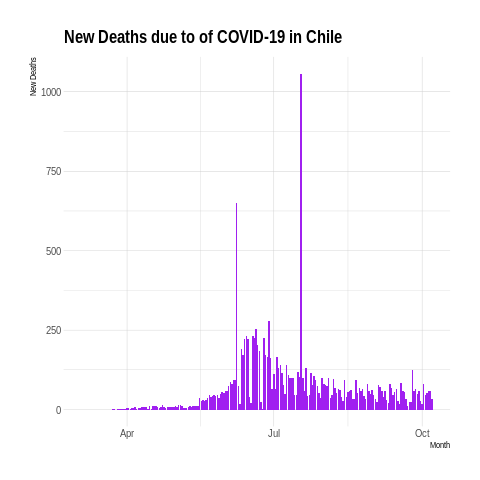 New Deaths due to of COVID-19 in Chile
New Deaths
1000
750
500
250
0
Apr
Jul
Oct
Month